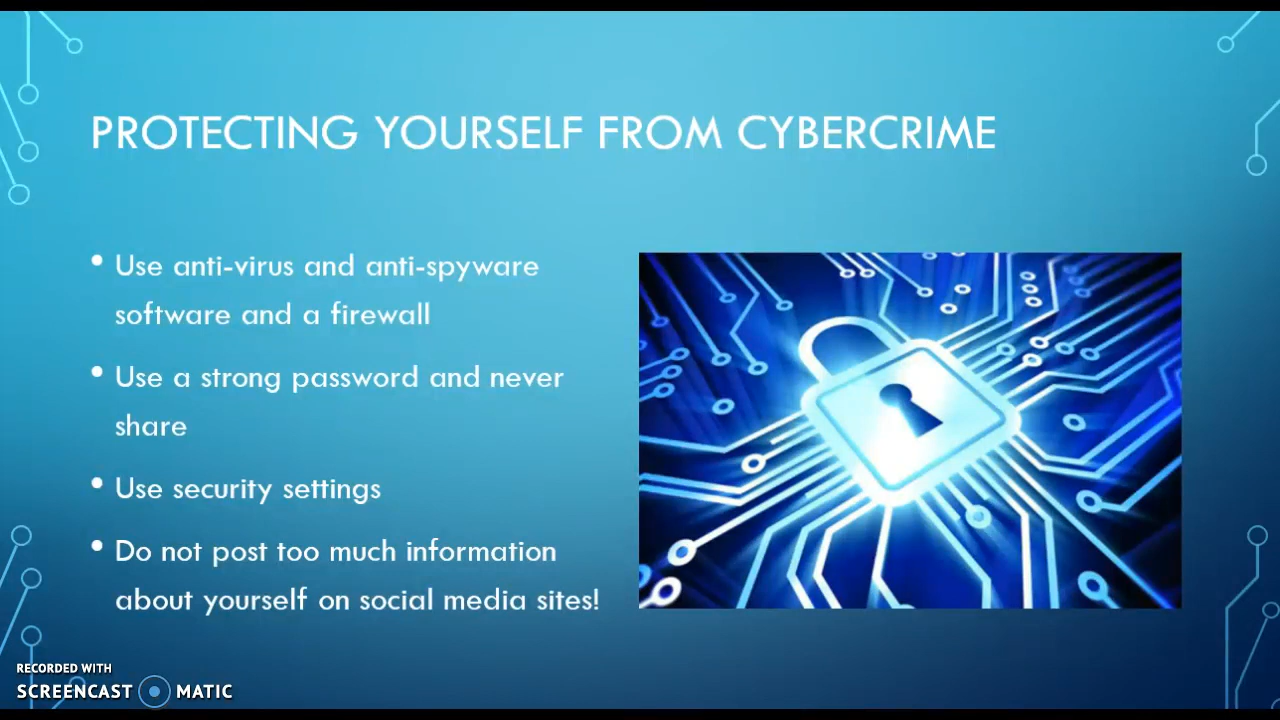 PROTECTING YOURSELF FROM CYBERCRIME
• Use anti-virus and anti-spyware
software and a firewall
• Use a strong password and never
share
• Use security settings
• Do not post too much information
about yourself on social media sites!
RECORDED WITH
SCREENCAST MATIC